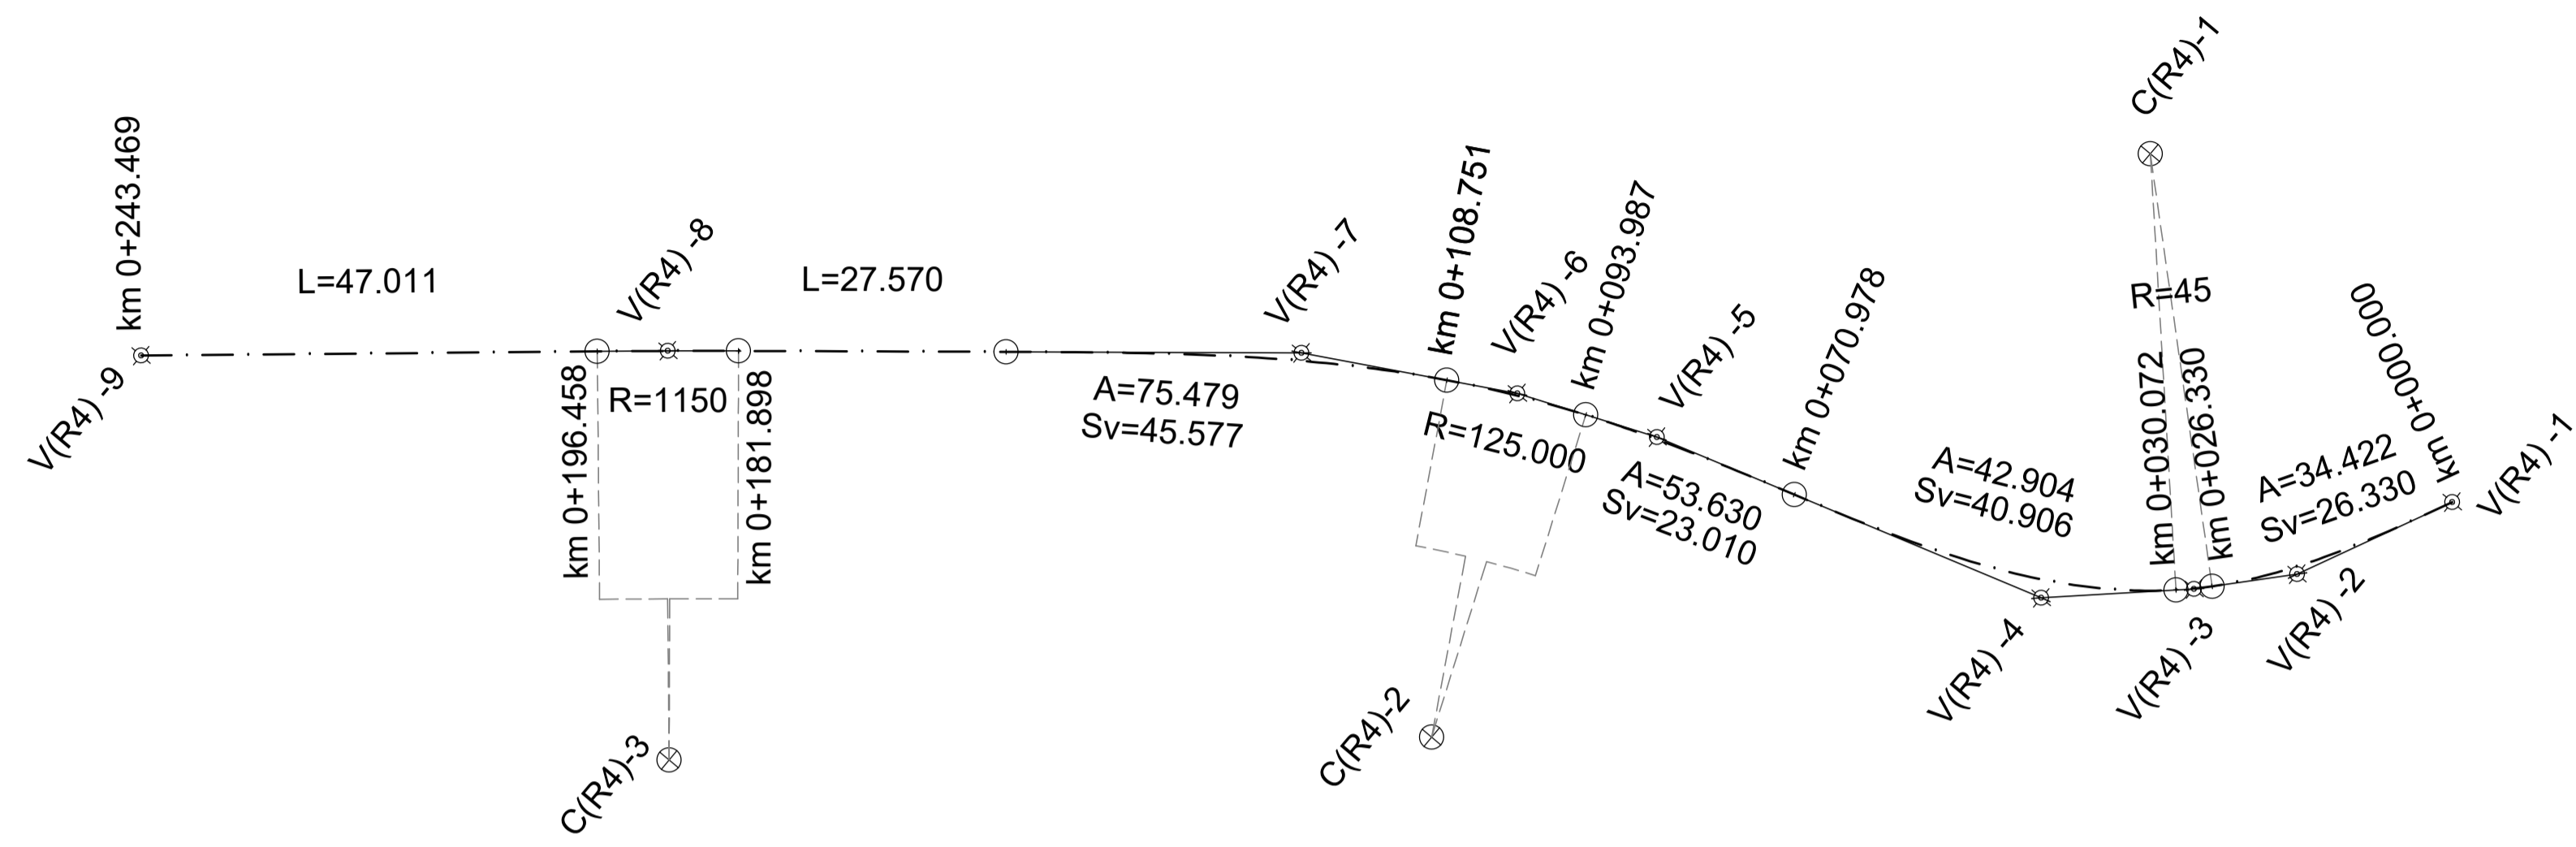 km 0+243.469
V(R4) -9
L=47.011
V(R4) -8
km 0+196.458
R=1150
km 0+181.898
C(R4)-3
L=27.570
A=75.479
Sv=45.577
V(R4) -7
km 0+108.751
R=125.000
C(R4)-2
V(R4) -6
km 0+093.987
V(R4) -5
A=53.630
Sv=23.010
km 0+070.978
A=42.904
Sv=40.906
V(R4) -4
C(R4)-1
R=45
km 0+030.072
km 0+026.330
V(R4) -3
A=34.422
Sv=26.330
V(R4) -2
km 0+000.000
V(R4) -1